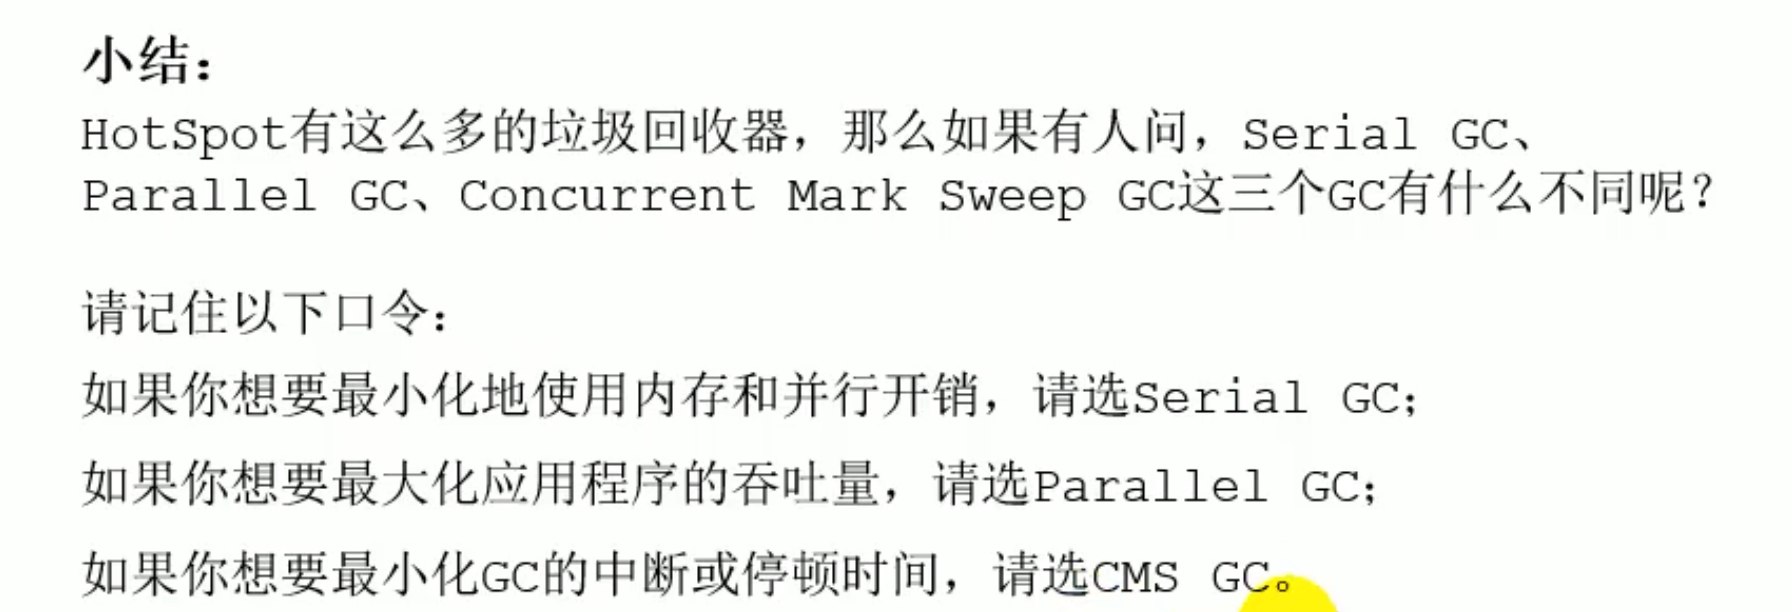 小结：
HotSpot有这么多的垃圾回收器，那么如果有人问，Serial GC、
Parallel GC、Concurrent Mark Sweep GC这三个GC有什么不同呢？
请记住以下口令：
如果你想要最小化地使用内存和并行开销，请选Serial GC；
如果你想要最大化应用程序的吞吐量，请选Parallel GC；
如果你想要最小化GC的中断或停顿时间，请选CMS GC。